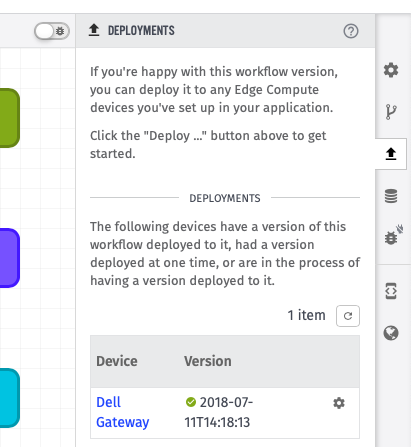 DEPLOYMENTS
If you're happy with this workflow version,
you can deploy it to any Edge Compute
devices you've set up in your application.
Click the "Deploy ..." button above to get
started.
DEPLOYMENTS
The following devices have a version of this
workflow deployed to it, had a version
deployed at one time, or are in the process of
having a version deployed to it.
1 item
Device Version
Dell 2018-07-
Gateway 11T14:18:13